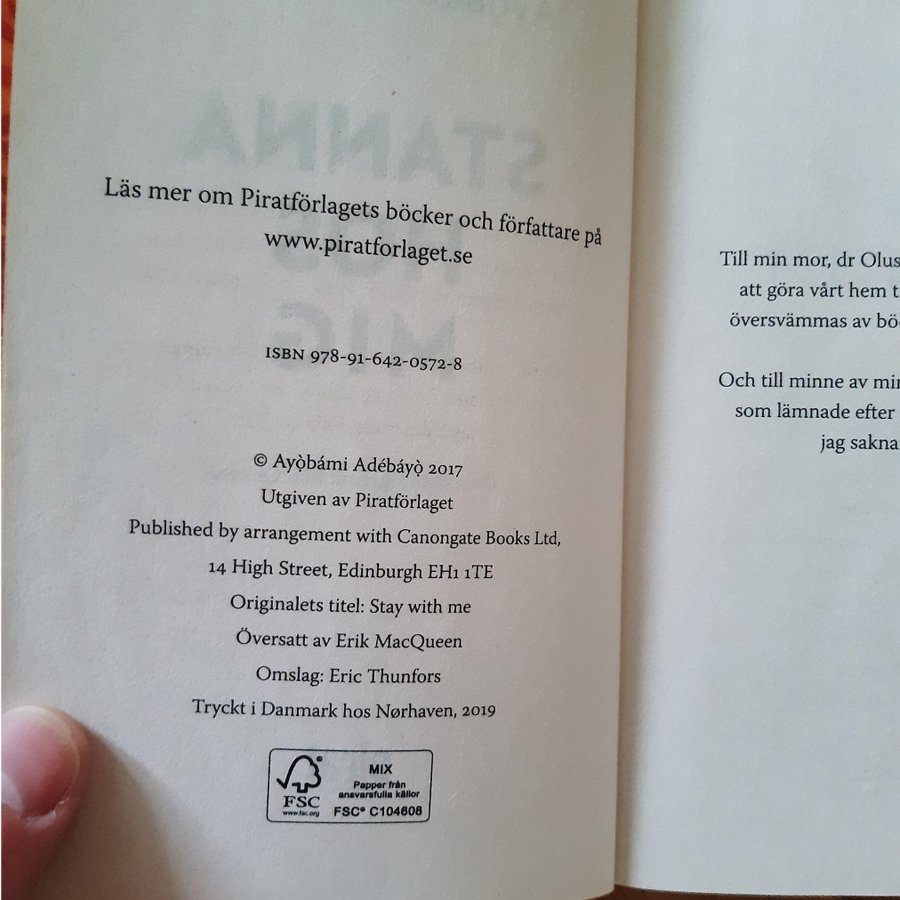 Läs mer om Piratförlagets böcker och författare på
www.piratforlaget.se
ISBN 978-91-642-0572-8
© Ayọ̀bámi Adébáyọ̀ 2017
Utgiven av Piratförlaget
Published by arrangement with Canongate Books Ltd,
14 High Street, Edinburgh EH1 1TE
Originalets titel: Stay with me
Översatt av Erik MacQueen
Omslag: Eric Thunfors
Tryckt i Danmark hos Nørhaven, 2019
FSC
www.fsc.org
MIX
Papper från
ansvarsfulla källor
FSC® C104608
STANNA
HOS
MIG
Till min mor, dr Olus
att göra vårt hem t
översvämmas av bö
Och till minne av min
som lämnade efter
jag sakna